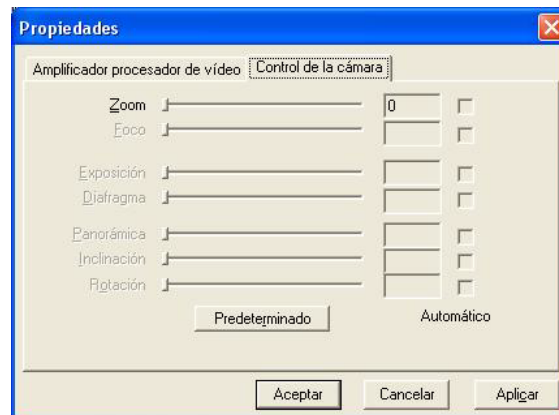 Propiedades
Amplificador procesador de vídeo Control de la cámara
Zoom 0
Foco
Exposición
Diafragma
Panorámica
Inclinación
Rotación
Predeterminado Automático
Aceptar Cancelar Aplicar